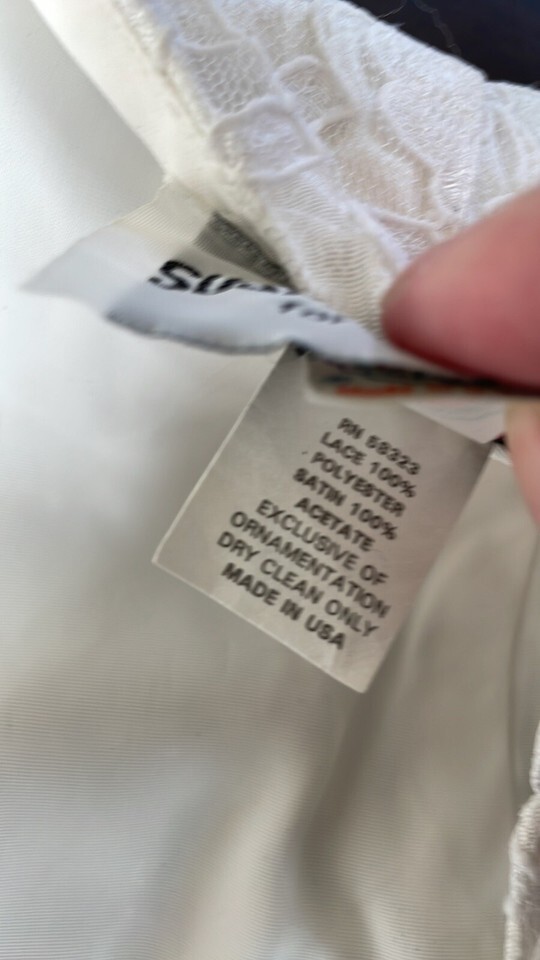 RN 58323
LACE 100%
POLYESTER
SATIN 100%
ACETATE
EXCLUSIVE OF
ORNAMENTATION
DRY CLEAN ONLY
MADE IN USA